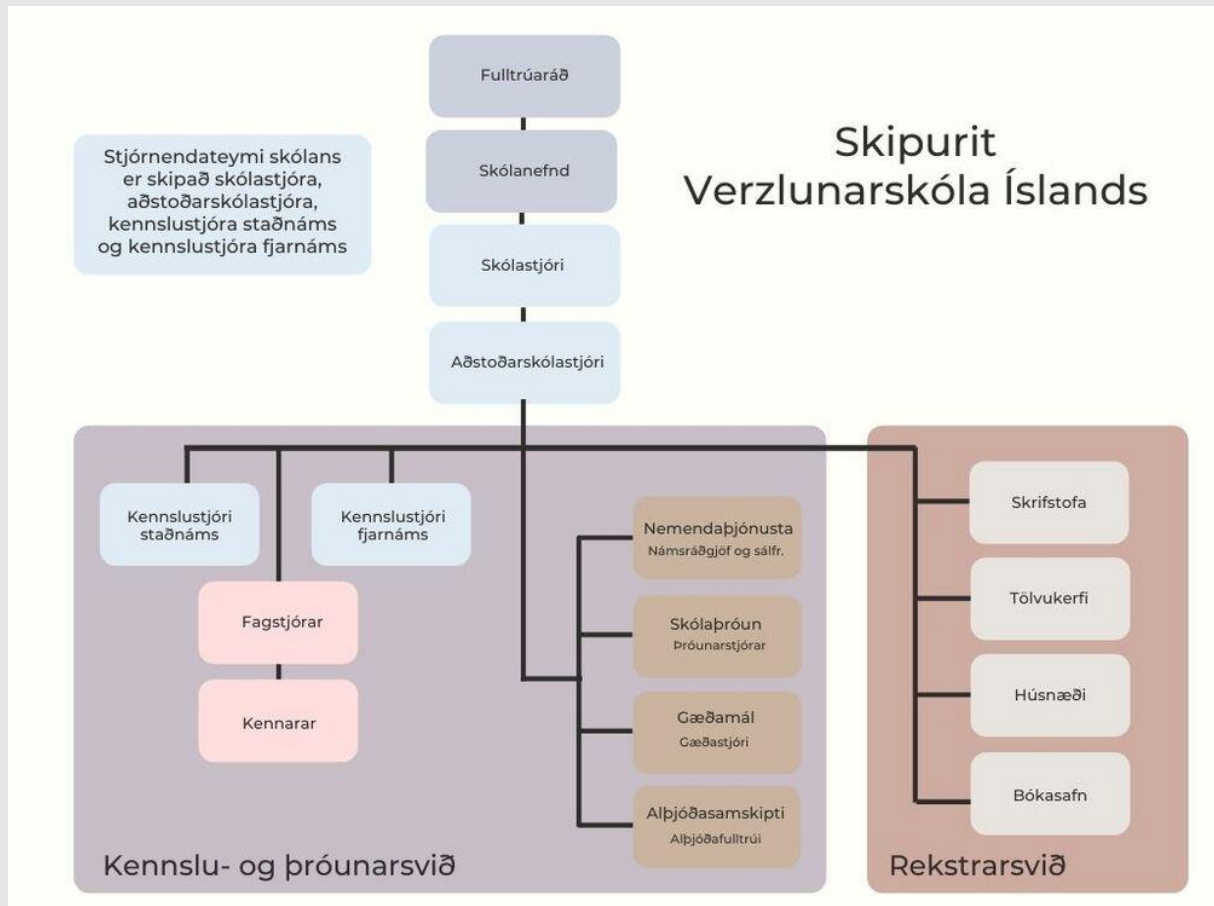 Fulltrúaráð
Skipurit
Verzlunarskóla Íslands
Stjórnendateymi skólans
er skipað skólastjóra,
aðstoðarskólastjóra,
kennslustjóra staðnáms
og kennslustjóra fjarnáms
Skólanefnd
Skólastjóri
Aðstoðarskólastjóri
Kennslustjóri
staðnáms
Kennslustjóri
fjarnáms
Fagstjórar
Kennarar
Nemendaþjónusta
Námsráðgjöf og sálfr.
Skólaþróun
Þróunarstjórar
Gæðamál
Gæðastjóri
Alþjóðasamskipti
Alþjóðafulltrúi
Kennslu- og þróunarsvið
Skrifstofa
Tölvukerfi
Húsnæði
Bókasafn
Rekstrarsvið